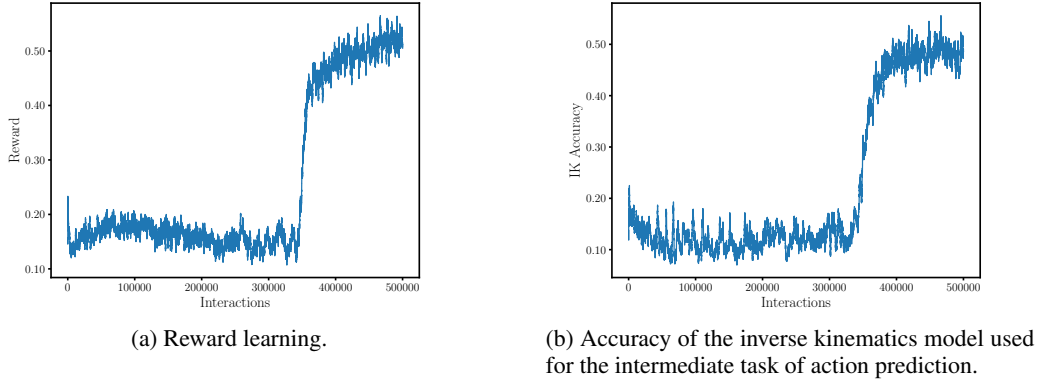 0.50
0.40
0.30
0.20
0.10
Reward
0 100000 200000 300000 400000 500000
Interactions
(a) Reward learning.
0.50
0.40
0.30
0.20
0.10
IK Accuracy
0 100000 200000 300000 400000 500000
Interactions
(b) Accuracy of the inverse kinematics model used
for the intermediate task of action prediction.